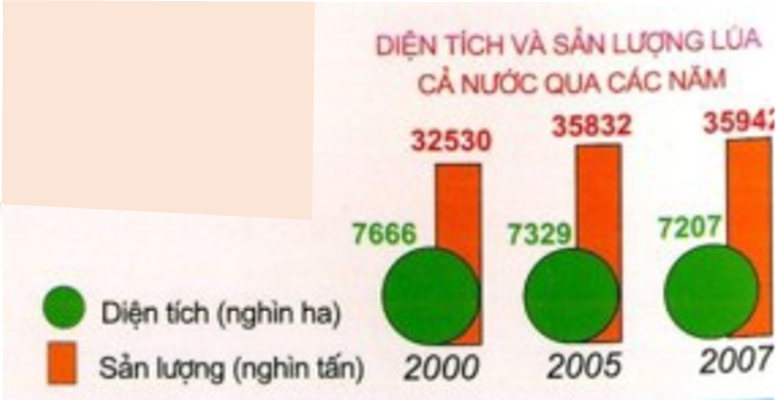 DIỆN TÍCH VÀ SẢN LƯỢNG LÚA
CẢ NƯỚC QUA CÁC NĂM
32530
35832
35942
7666
7329
7207
Diện tích (nghìn ha)
Sản lượng (nghìn tấn)
2000
2005
2007